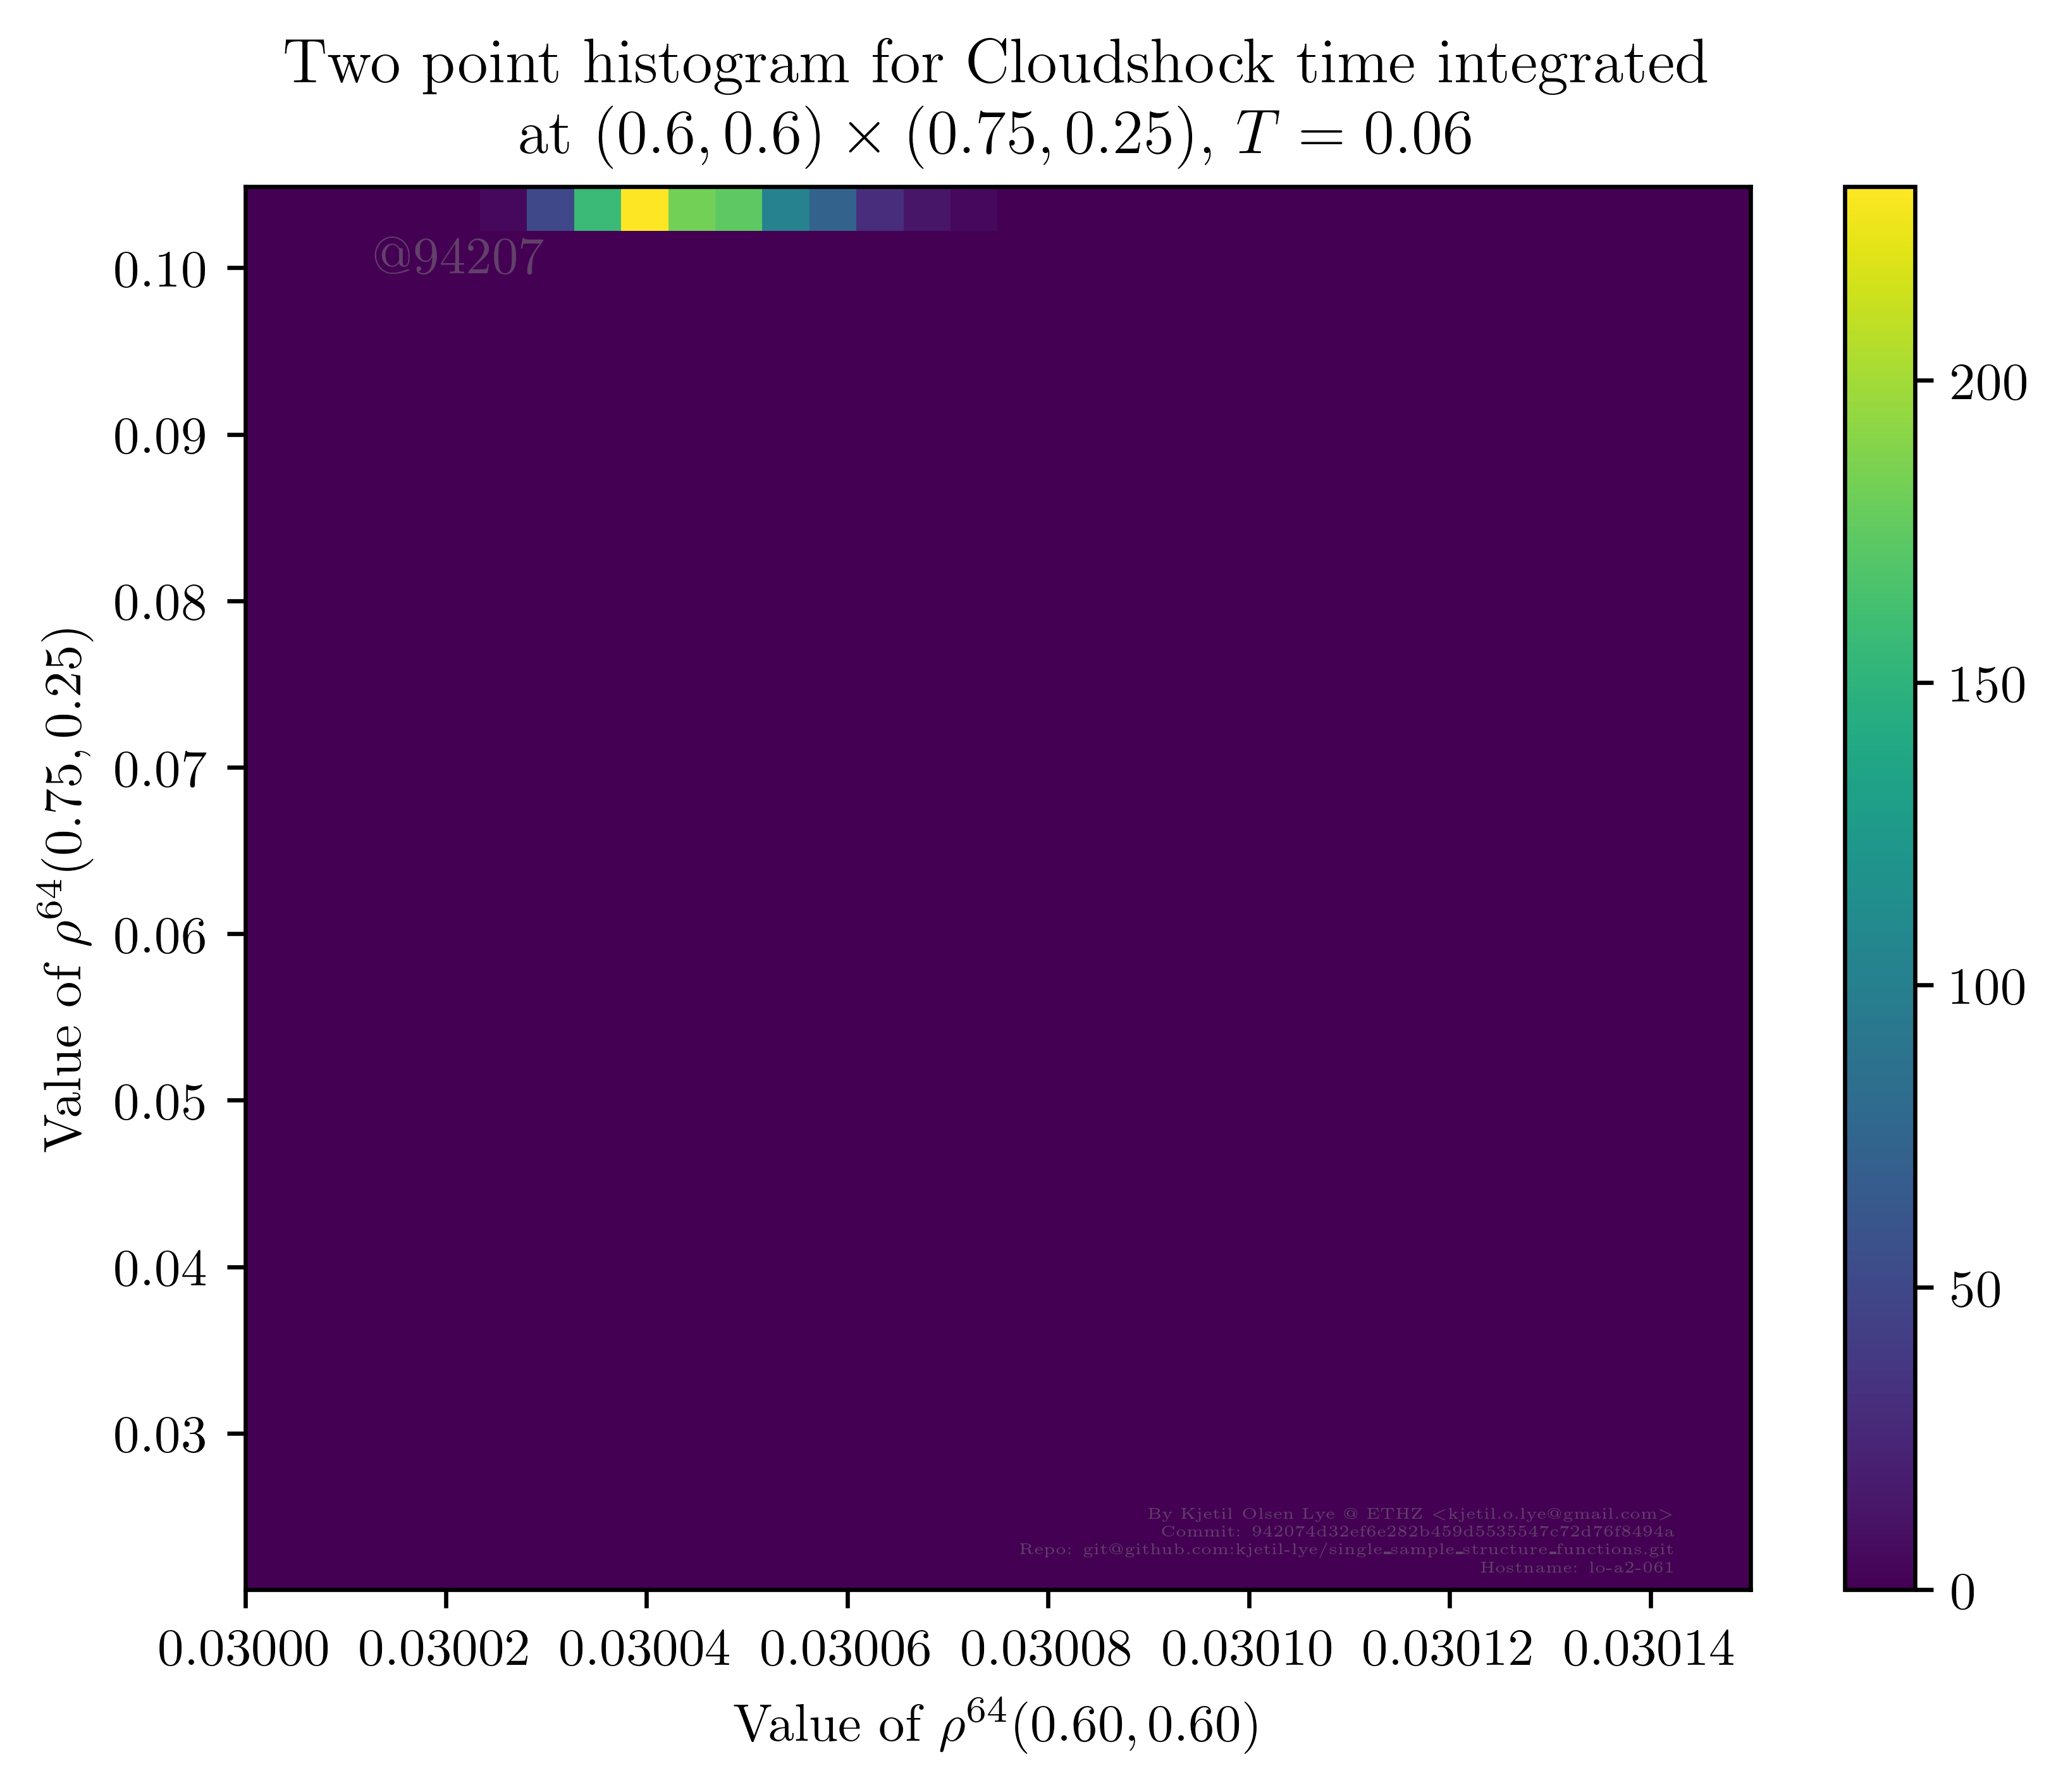 Two point histogram for Cloudshock time integrated
at (0.6, 0.6) × (0.75, 0.25), T = 0.06
@94207
0.10
0.09
0.08
0.07
0.06
0.05
0.04
0.03
Value of ρ^64(0.75, 0.25)
200
150
100
50
0
By Kjetil Olsen Lye @ ETHZ <kjetil.o.lye@gmail.com>
Commit: 942074d32ef6e282b459d5535547c72d76f8494a
Repo: git@github.com:kjetil-lye/single_sample_structure_functions.git
Hostname: lo-a2-061
0.03000 0.03002 0.03004 0.03006 0.03008 0.03010 0.03012 0.03014
Value of ρ^64(0.60, 0.60)